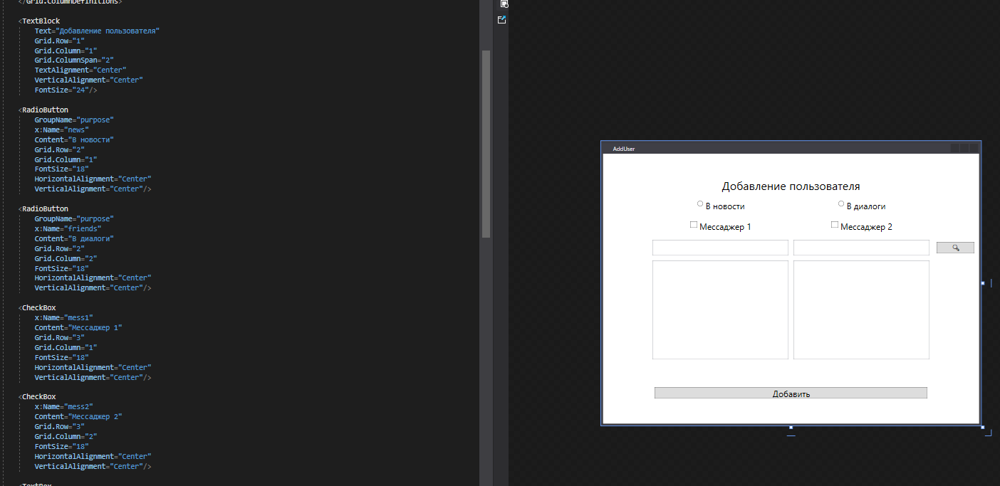 </Grid.ColumnDefinitions>
<TextBlock
Text="Добавление пользователя"
Grid.Row="1"
Grid.Column="1"
Grid.ColumnSpan="2"
TextAlignment="Center"
VerticalAlignment="Center"
FontSize="24"/>
<RadioButton
GroupName="purpose"
x:Name="news"
Content="В новости"
Grid.Row="2"
Grid.Column="1"
FontSize="18"
HorizontalAlignment="Center"
VerticalAlignment="Center"/>
<RadioButton
GroupName="purpose"
x:Name="friends"
Content="В диалоги"
Grid.Row="2"
Grid.Column="2"
FontSize="18"
HorizontalAlignment="Center"
VerticalAlignment="Center"/>
<CheckBox
x:Name="mess1"
Content="Мессаджер 1"
Grid.Row="3"
Grid.Column="1"
FontSize="18"
HorizontalAlignment="Center"
VerticalAlignment="Center"/>
<CheckBox
x:Name="mess2"
Content="Мессаджер 2"
Grid.Row="3"
Grid.Column="2"
FontSize="18"
HorizontalAlignment="Center"
VerticalAlignment="Center"/>
<TextBox
AddUser
Добавление пользователя
В новости В диалоги
Мессаджер 1 Мессаджер 2
Добавить